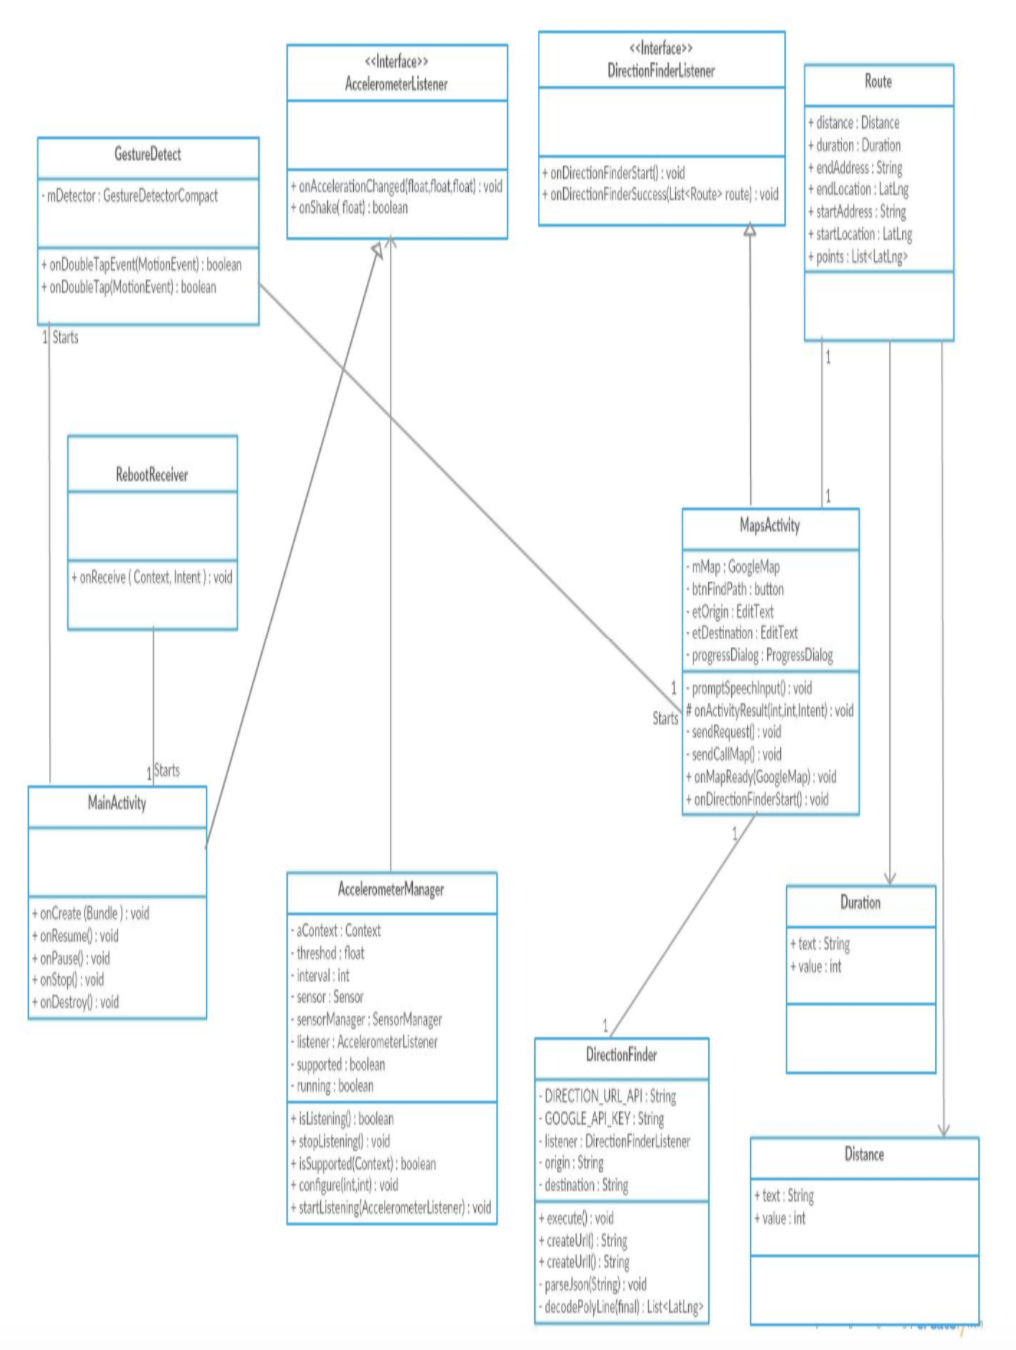 <<Interface>>
AccelerometerListener
+ onAccelerationChanged(float,float,float) : void
+ onShake( float) : boolean
<<Interface>>
DirectionFinderListener
+ onDirectionFinderStart() : void
+ onDirectionFinderSuccess(List<Route> route) : void
Route
+ distance : Distance
+ duration : Duration
+ endAddress : String
+ endLocation : LatLng
+ startAddress : String
+ startLocation : LatLng
+ points : List<LatLng>
GestureDetect
- mDetector : GestureDetectorCompact
+ onDoubleTapEvent(MotionEvent) : boolean
+ onDoubleTap(MotionEvent) : boolean
1 Starts
1
1
RebootReceiver
+ onReceive ( Context, Intent ) : void
1 Starts
MapsActivity
- mMap : GoogleMap
- btnFindPath : button
- etOrigin : EditText
- etDestination : EditText
- progressDialog : ProgressDialog
- promptSpeechInput() : void
# onActivityResult(int,int,Intent) : void
- sendRequest() : void
- sendCallMap() : void
+ onMapReady(GoogleMap) : void
+ onDirectionFinderStart() : void
1
Starts
1
MainActivity
+ onCreate (Bundle ) : void
+ onResume() : void
+ onPause() : void
+ onStop() : void
+ onDestroy() : void
AccelerometerManager
- aContext : Context
- threshod : float
- interval : int
- sensor : Sensor
- sensorManager : SensorManager
- listener : AccelerometerListener
- supported : boolean
- running : boolean
+ isListening() : boolean
+ stopListening() : void
+ isSupported(Context) : boolean
+ configure(int,int) : void
+ startListening(AccelerometerListener) : void
1
DirectionFinder
- DIRECTION_URL_API : String
- GOOGLE_API_KEY : String
- listener : DirectionFinderListener
- origin : String
- destination : String
+ execute() : void
+ createUrl() : String
+ createUrll() : String
- parseJson(String) : void
- decodePolyLine(final) : List<LatLng>
Duration
+ text : String
+ value : int
Distance
+ text : String
+ value : int